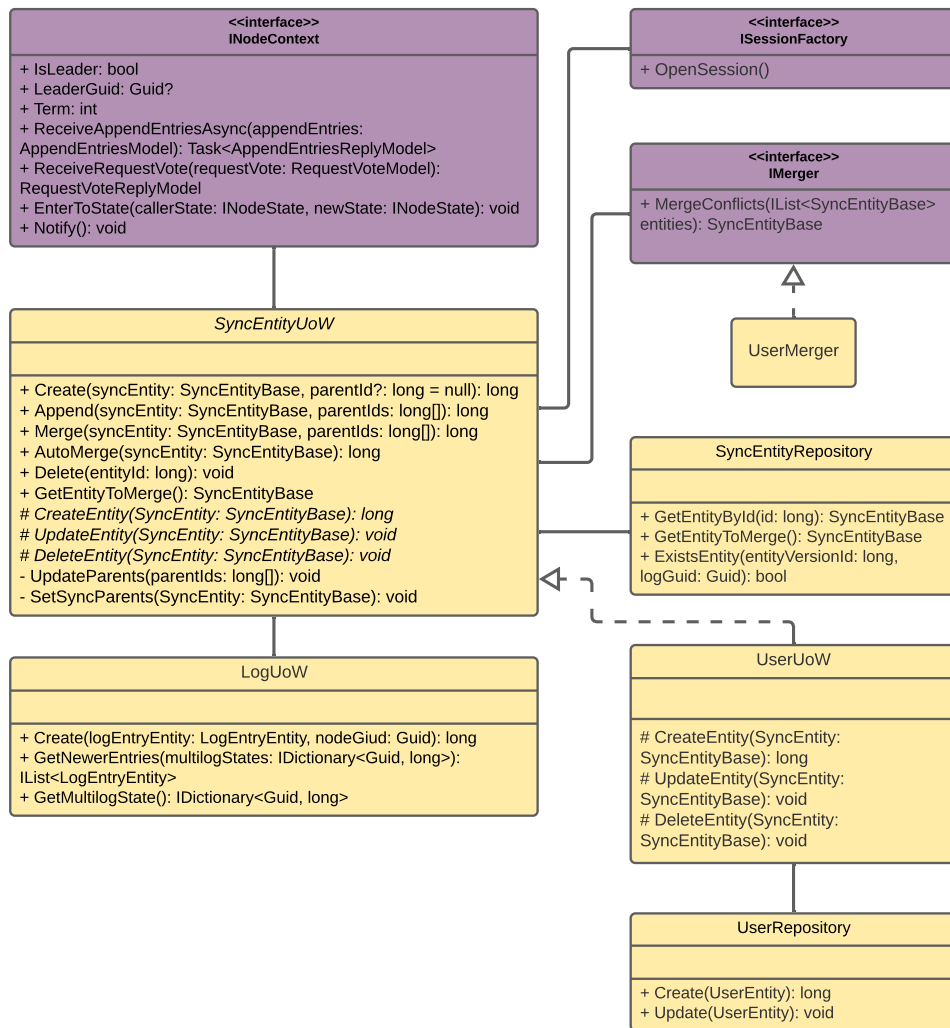 <<interface>>
INodeContext
+ IsLeader: bool
+ LeaderGuid: Guid?
+ Term: int
+ ReceiveAppendEntriesAsync(appendEntries:
AppendEntriesModel): Task<AppendEntriesReplyModel>
+ ReceiveRequestVote(requestVote: RequestVoteModel):
RequestVoteReplyModel
+ EnterToState(callerState: INodeState, newState: INodeState): void
+ Notify(): void
<<interface>>
ISessionFactory
+ OpenSession()
<<interface>>
IMerger
+ MergeConflicts(IList<SyncEntityBase>
entities): SyncEntityBase
UserMerger
SyncEntityUoW
+ Create(syncEntity: SyncEntityBase, parentId?: long = null): long
+ Append(syncEntity: SyncEntityBase, parentIds: long[]): long
+ Merge(syncEntity: SyncEntityBase, parentIds: long[]): long
+ AutoMerge(syncEntity: SyncEntityBase): long
+ Delete(entityId: long): void
+ GetEntityToMerge(): SyncEntityBase
# CreateEntity(SyncEntity: SyncEntityBase): long
# UpdateEntity(SyncEntity: SyncEntityBase): void
# DeleteEntity(SyncEntity: SyncEntityBase): void
- UpdateParents(parentIds: long[]): void
- SetSyncParents(SyncEntity: SyncEntityBase): void
SyncEntityRepository
+ GetEntityById(id: long): SyncEntityBase
+ GetEntityToMerge(): SyncEntityBase
+ ExistsEntity(entityVersionId: long,
logGuid: Guid): bool
LogUoW
+ Create(logEntryEntity: LogEntryEntity, nodeGiud: Guid): long
+ GetNewerEntries(multilogStates: IDictionary<Guid, long>):
IList<LogEntryEntity>
+ GetMultilogState(): IDictionary<Guid, long>
UserUoW
# CreateEntity(SyncEntity:
SyncEntityBase): long
# UpdateEntity(SyncEntity:
SyncEntityBase): void
# DeleteEntity(SyncEntity:
SyncEntityBase): void
UserRepository
+ Create(UserEntity): long
+ Update(UserEntity): void